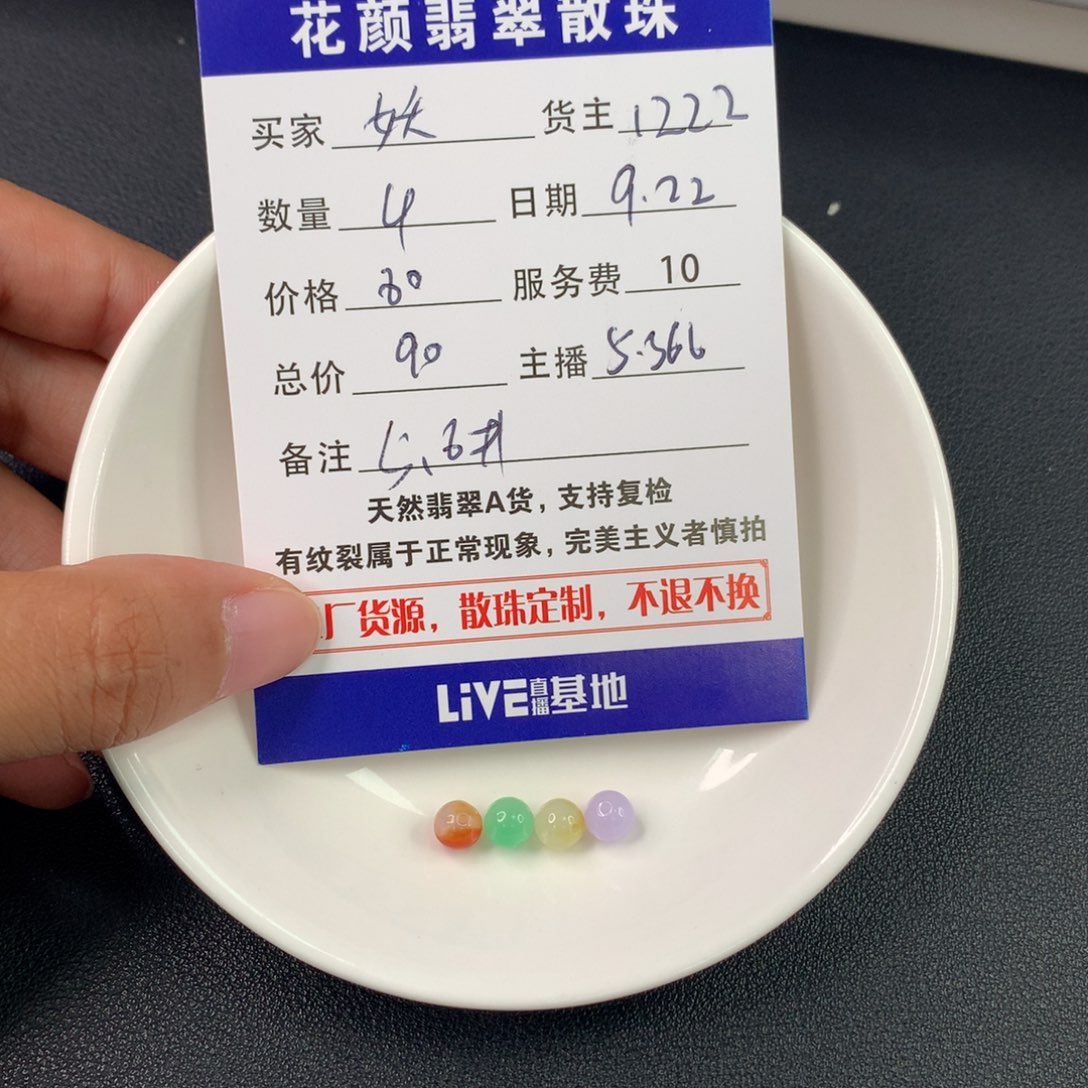 花颜翡翠散珠
买家 妖 货主 1222
数量 4 日期 9.22
价格 80 服务费 10
总价 90 主播 5.366
备注 5、6#
天然翡翠A货，支持复检
有纹裂属于正常现象，完美主义者慎拍
厂货源，散珠定制，不退不换
LiVE直播基地